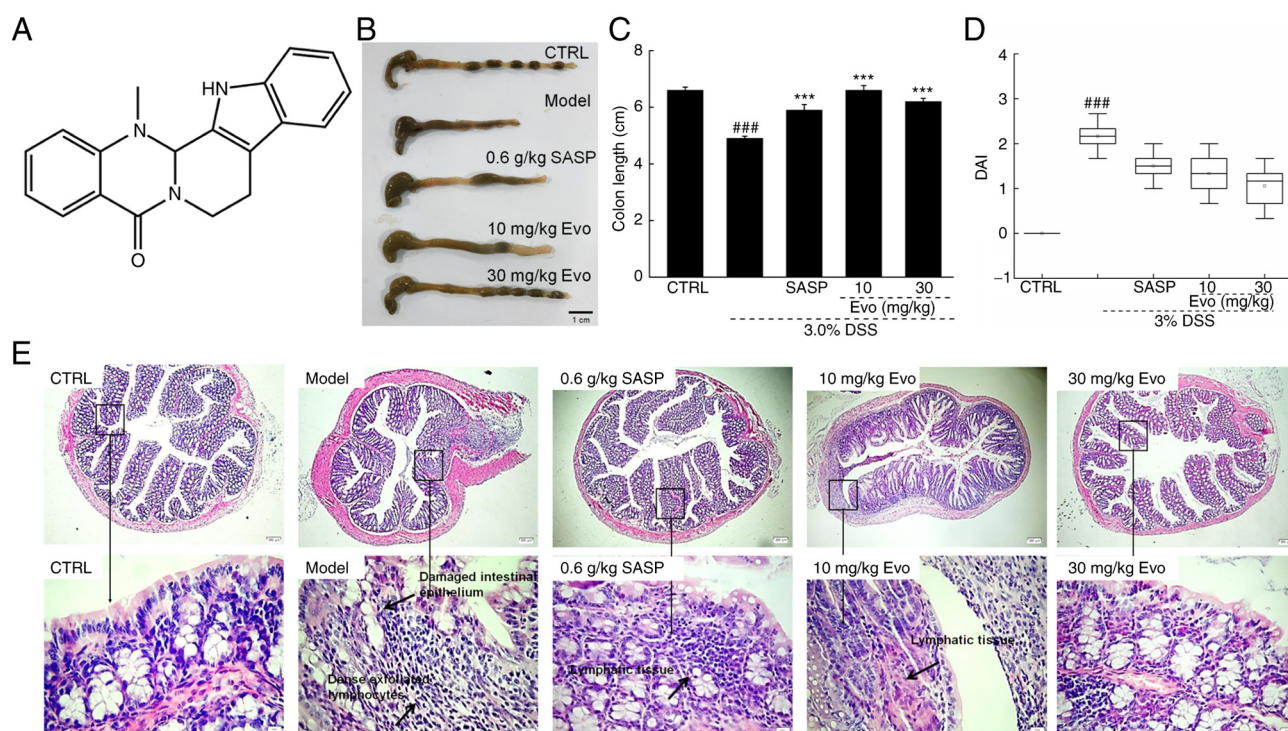 A
HN
N
N
O
B
CTRL
Model
0.6 g/kg SASP
10 mg/kg Evo
30 mg/kg Evo
1 cm
C
Colon length (cm)
8
6
4
2
0
###
***
***
***
CTRL
SASP
10
30
Evo (mg/kg)
3.0% DSS
D
DAI
4
3
2
1
0
−1
###
CTRL
SASP
10
30
Evo (mg/kg)
3% DSS
E
CTRL
Model
0.6 g/kg SASP
10 mg/kg Evo
30 mg/kg Evo
CTRL
Model
Damaged intestinal
epithelium
Dense exfoliated
lymphocytes
0.6 g/kg SASP
Lymphatic tissue
10 mg/kg Evo
Lymphatic tissue
30 mg/kg Evo